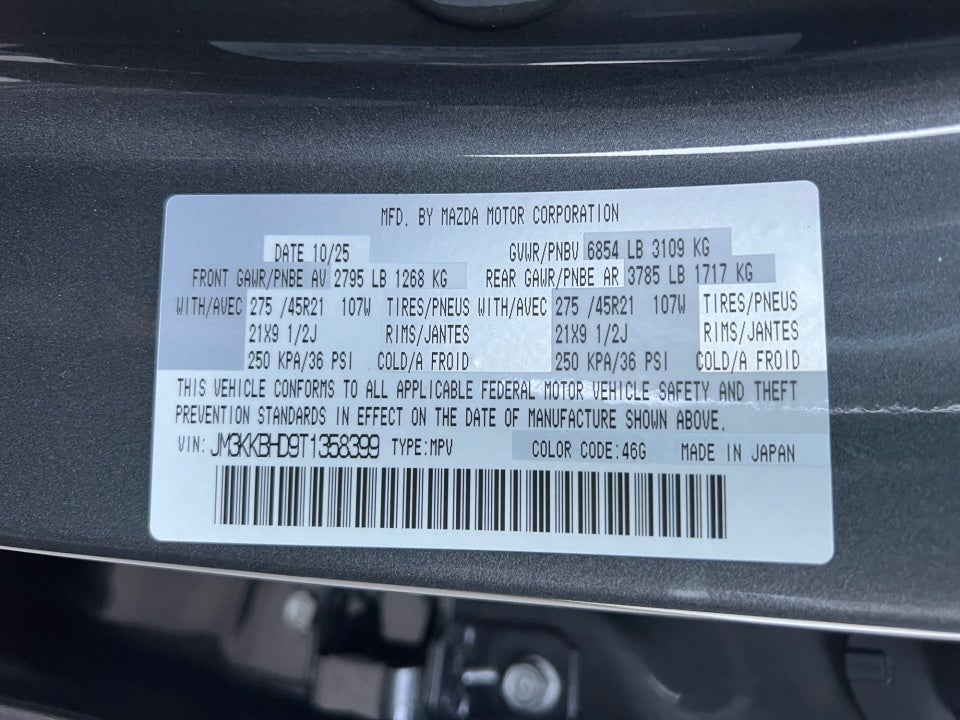 MFD. BY MAZDA MOTOR CORPORATION
DATE 10/25 GVWR/PNBV 6854 LB 3109 KG
FRONT GAWR/PNBE AV 2795 LB 1268 KG REAR GAWR/PNBE AR 3785 LB 1717 KG
WITH/AVEC 275 /45R21 107W TIRES/PNEUS WITH/AVEC 275 /45R21 107W TIRES/PNEUS
21X9 1/2J RIMS/JANTES 21X9 1/2J RIMS/JANTES
250 KPA/36 PSI COLD/A FROID 250 KPA/36 PSI COLD/A FROID
THIS VEHICLE CONFORMS TO ALL APPLICABLE FEDERAL MOTOR VEHICLE SAFETY AND THEFT
PREVENTION STANDARDS IN EFFECT ON THE DATE OF MANUFACTURE SHOWN ABOVE.
VIN: JM3KKBHD9T1358399 TYPE:MPV COLOR CODE:46G MADE IN JAPAN